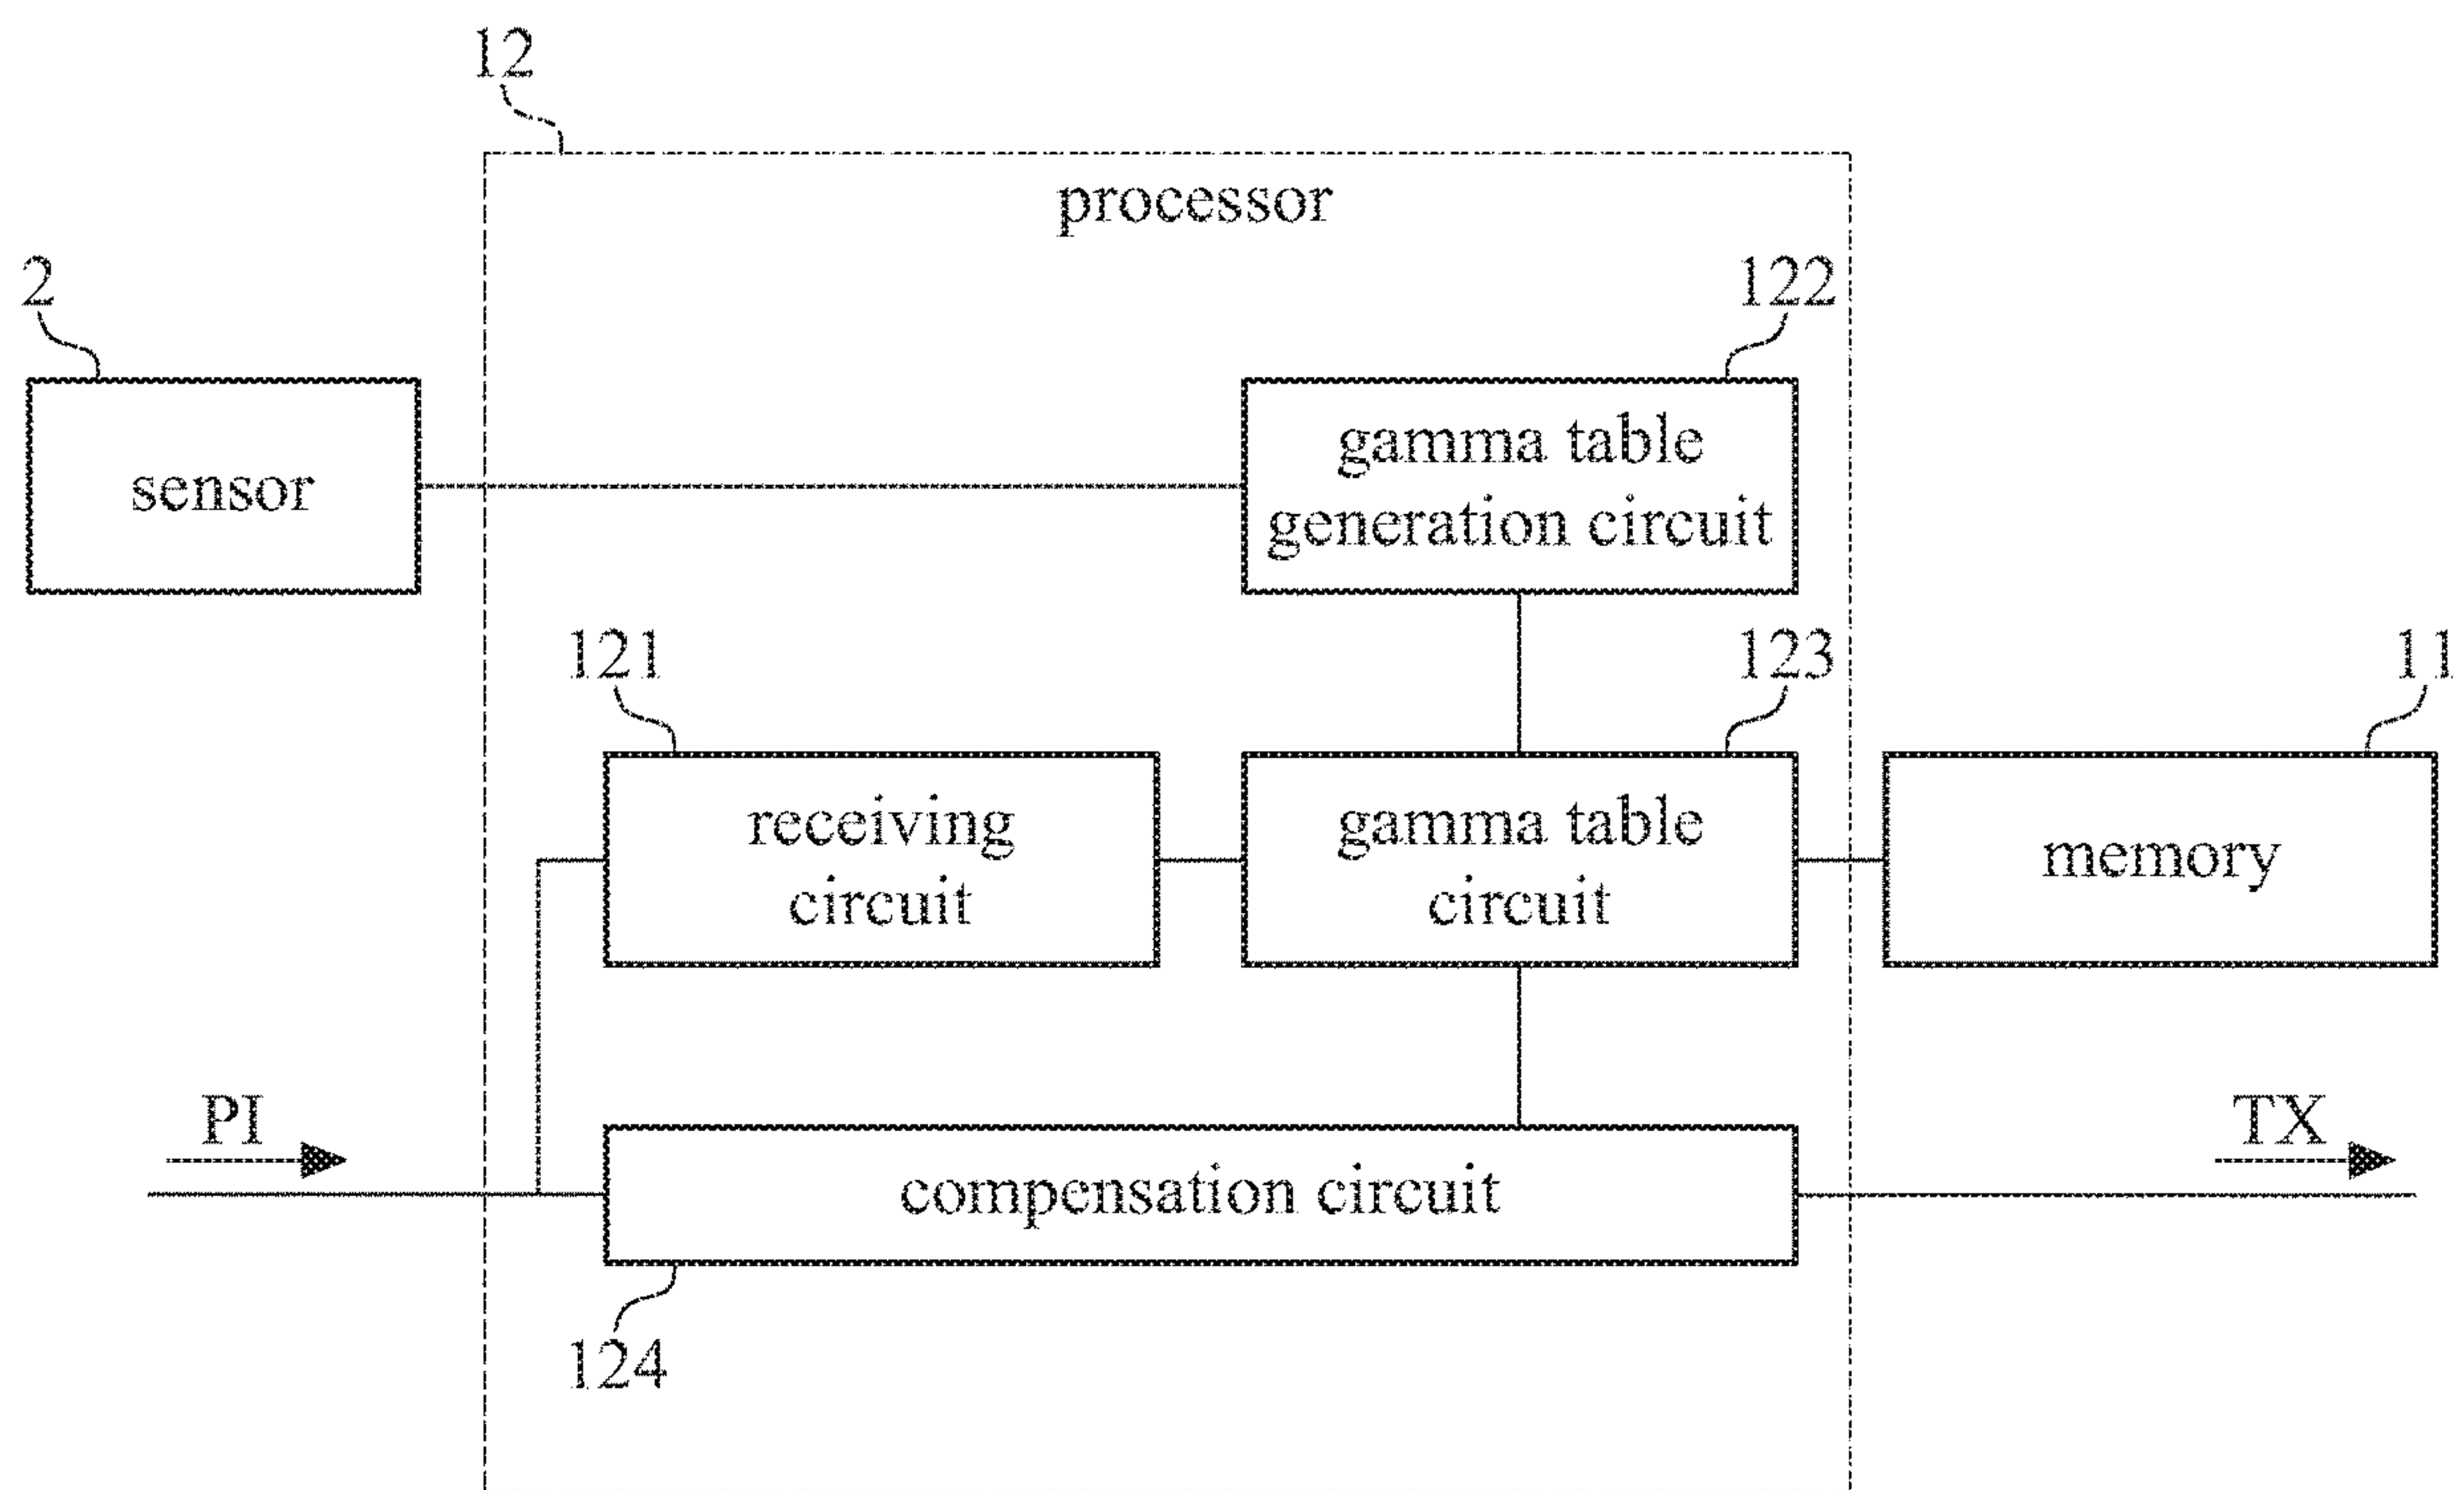 12
processor
2
122
sensor
gamma table
generation circuit
121
123
11
receiving
circuit
gamma table
circuit
memory
PI
TX
compensation circuit
124